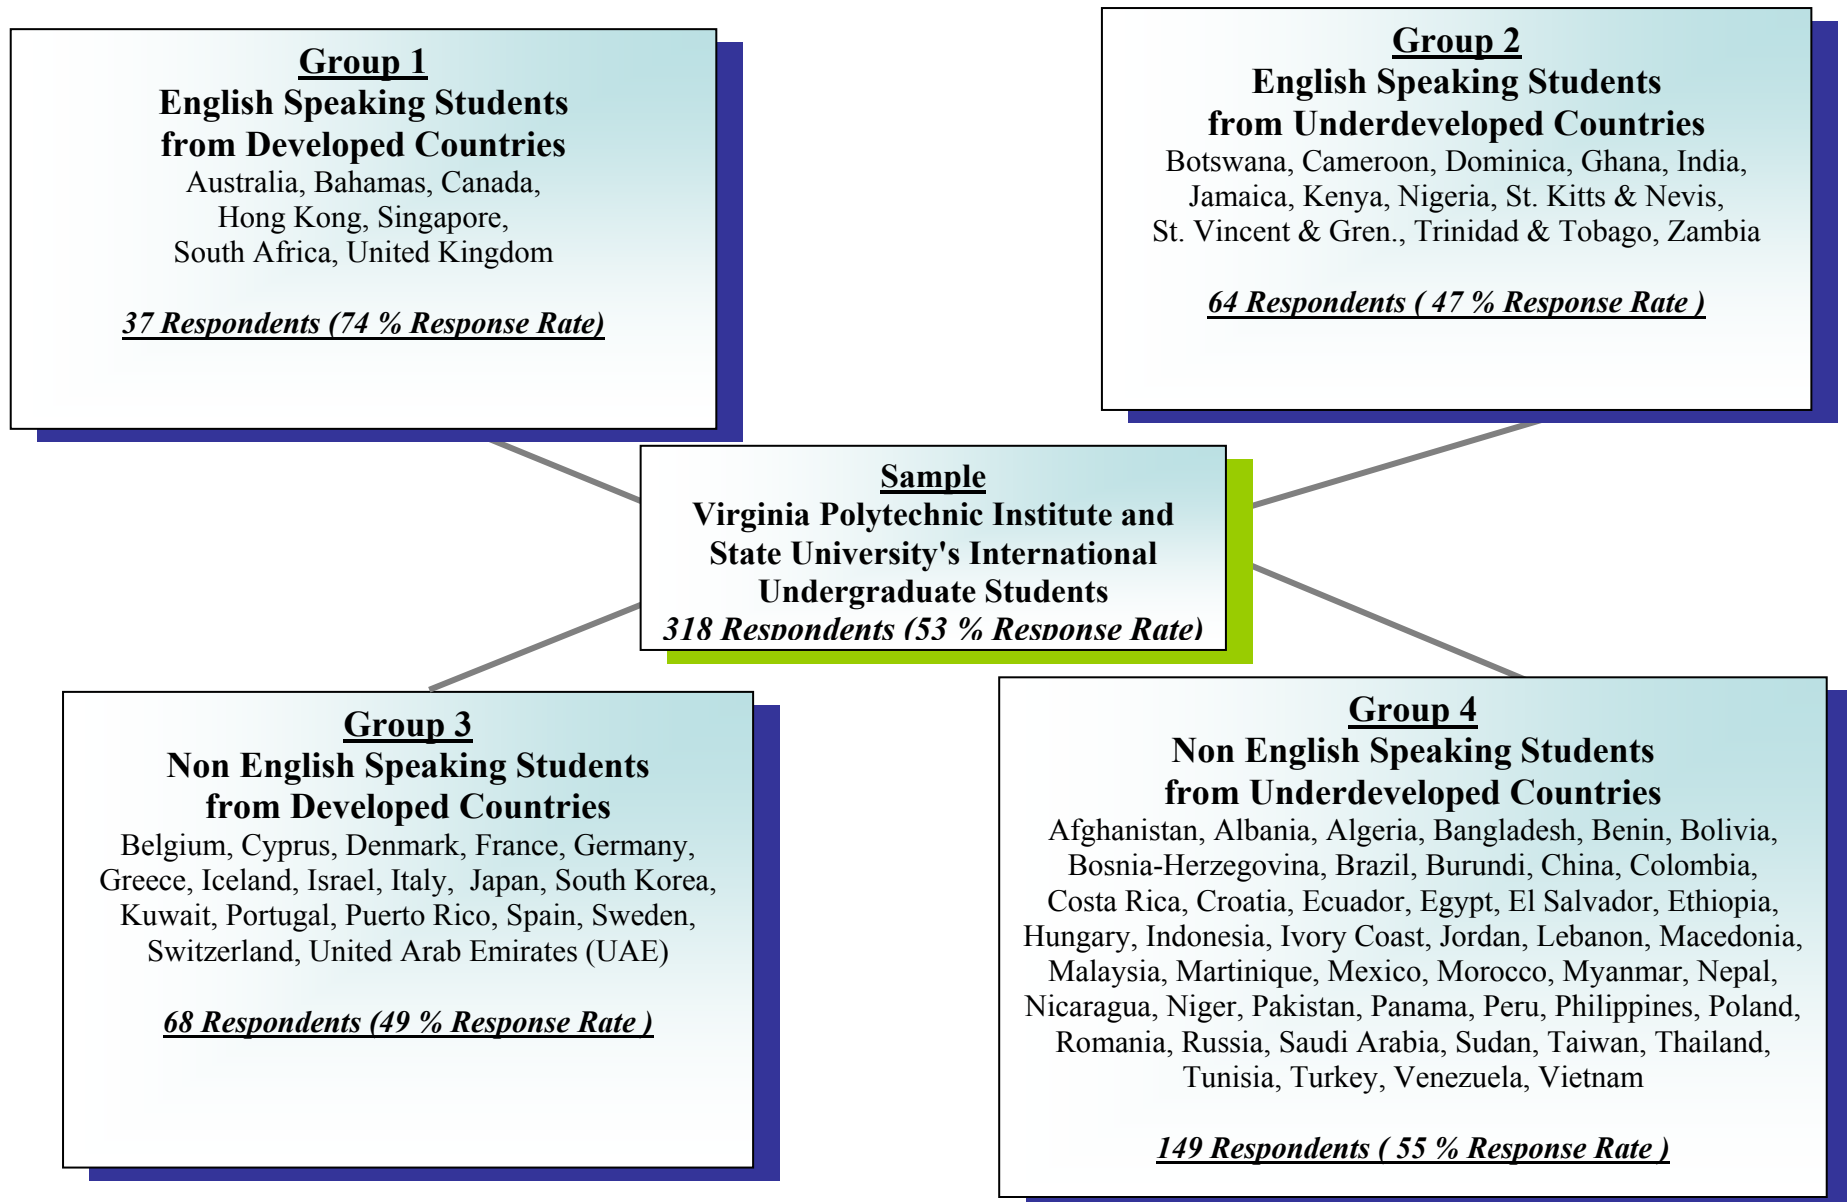 Group 1
English Speaking Students
from Developed Countries
Australia, Bahamas, Canada,
Hong Kong, Singapore,
South Africa, United Kingdom
37 Respondents (74 % Response Rate)
Group 2
English Speaking Students
from Underdeveloped Countries
Botswana, Cameroon, Dominica, Ghana, India,
Jamaica, Kenya, Nigeria, St. Kitts & Nevis,
St. Vincent & Gren., Trinidad & Tobago, Zambia
64 Respondents ( 47 % Response Rate )
Sample
Virginia Polytechnic Institute and
State University's International
Undergraduate Students
318 Respondents (53 % Response Rate)
Group 3
Non English Speaking Students
from Developed Countries
Belgium, Cyprus, Denmark, France, Germany,
Greece, Iceland, Israel, Italy,  Japan, South Korea,
Kuwait, Portugal, Puerto Rico, Spain, Sweden,
Switzerland, United Arab Emirates (UAE)
68 Respondents (49 % Response Rate )
Group 4
Non English Speaking Students
from Underdeveloped Countries
Afghanistan, Albania, Algeria, Bangladesh, Benin, Bolivia,
Bosnia-Herzegovina, Brazil, Burundi, China, Colombia,
Costa Rica, Croatia, Ecuador, Egypt, El Salvador, Ethiopia,
Hungary, Indonesia, Ivory Coast, Jordan, Lebanon, Macedonia,
Malaysia, Martinique, Mexico, Morocco, Myanmar, Nepal,
Nicaragua, Niger, Pakistan, Panama, Peru, Philippines, Poland,
Romania, Russia, Saudi Arabia, Sudan, Taiwan, Thailand,
Tunisia, Turkey, Venezuela, Vietnam
149 Respondents ( 55 % Response Rate )